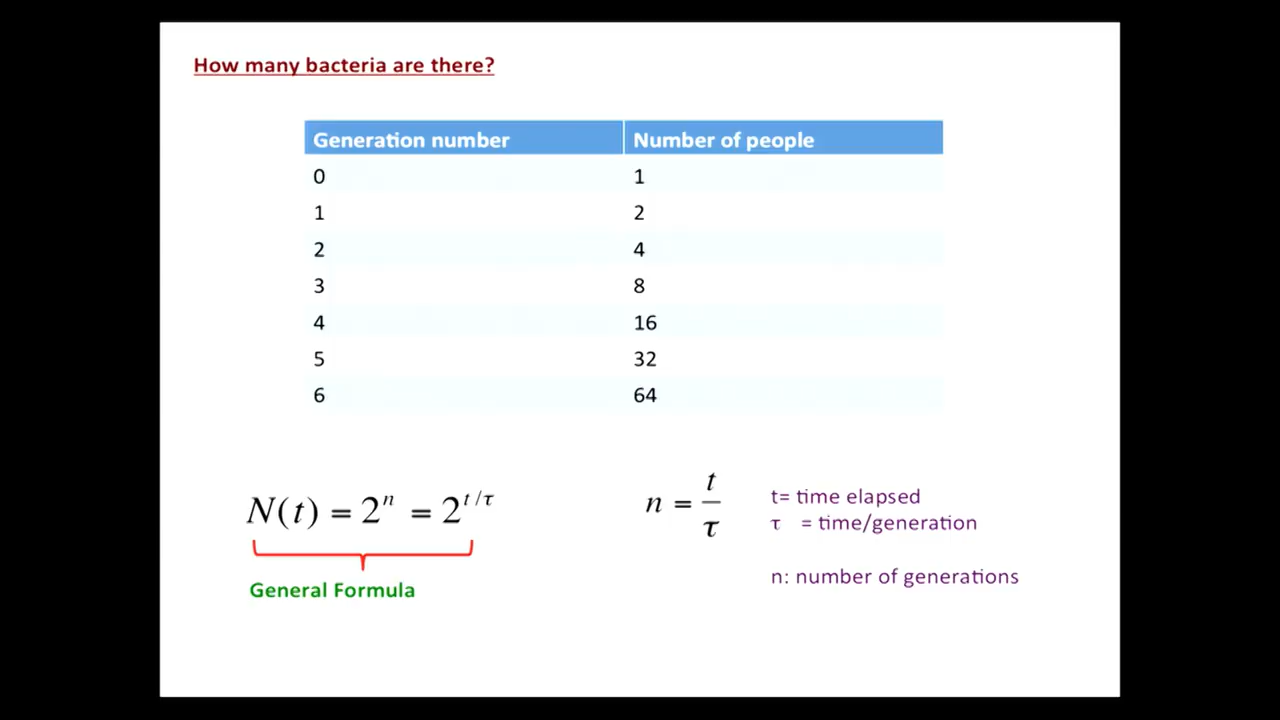 How many bacteria are there?
Generation number Number of people
0 1
1 2
2 4
3 8
4 16
5 32
6 64
N(t) = 2^n = 2^{t/τ}
General Formula
n = t/τ
t= time elapsed
τ = time/generation
n: number of generations